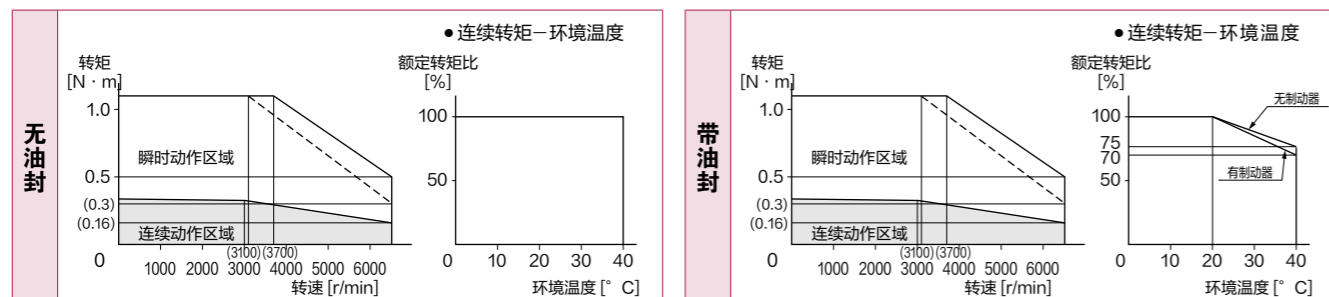 无油封
● 连续转矩－环境温度
转矩
[N · m]
1.0
瞬时动作区域
0.5
(0.3)
(0.16)
连续动作区域
(3100) (3700)
0 1000 2000 3000 4000 5000 6000
转速 [r/min]
额定转矩比
[%]
100
50
0 10 20 30 40
环境温度 [° C]
带油封
● 连续转矩－环境温度
转矩
[N · m]
1.0
瞬时动作区域
0.5
(0.3)
(0.16)
连续动作区域
(3100) (3700)
0 1000 2000 3000 4000 5000 6000
转速 [r/min]
额定转矩比
[%]
无制动器
100
75
70
有制动器
50
0 10 20 30 40
环境温度 [° C]